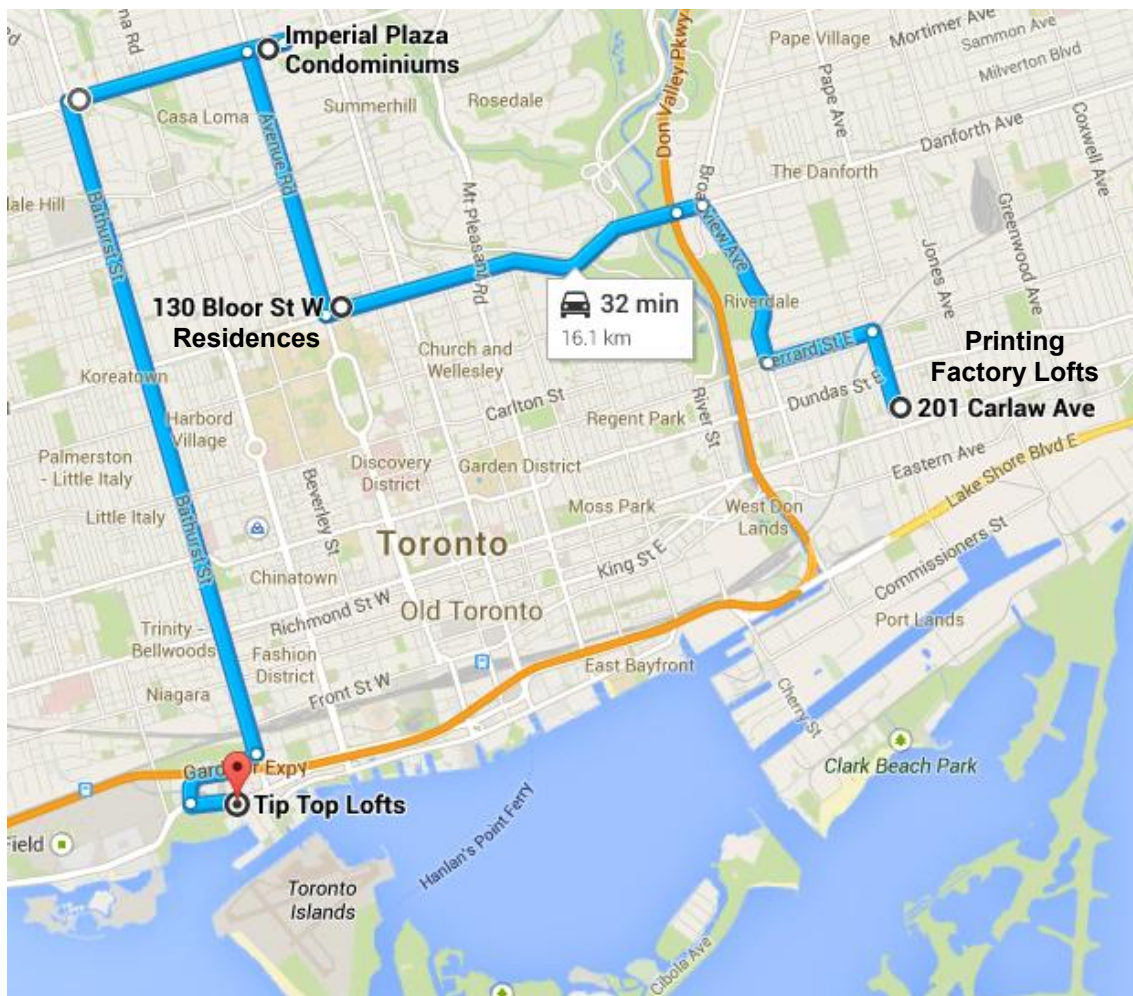 Imperial Plaza
Condominiums
Don Valley Pkwy
Pape Village
Mortimer Ave
Sammon Ave
Milverton Blvd
Pape Ave
Coxwell Ave
Casa Loma
Summerhill
Rosedale
Danforth Ave
The Danforth
Avenue Rd
Mt Pleasant Rd
Bathurst St
Greenwood Ave
Jones Ave
130 Bloor St W
Residences
32 min
16.1 km
Riverdale
Church and
Wellesley
Koreatown
Carlton St
Regent Park
River St
Dundas St E
Printing
Factory Lofts
201 Carlaw Ave
Harbord
Village
Palmerston
- Little Italy
Discovery
District
Garden District
Eastern Ave
Lake Shore Blvd E
Little Italy
Beverley St
Moss Park
West Don
Lands
Bathurst St
Toronto
King St E
Commissioners St
Chinatown
Richmond St W
Old Toronto
Port Lands
Trinity -
Bellwoods
Fashion
District
Niagara
Front St W
East Bayfront
Cherry St
Expy
Clark Beach Park
Tip Top Lofts
Field
Hanlan's Point Ferry
Toronto
Islands
Cibola Ave